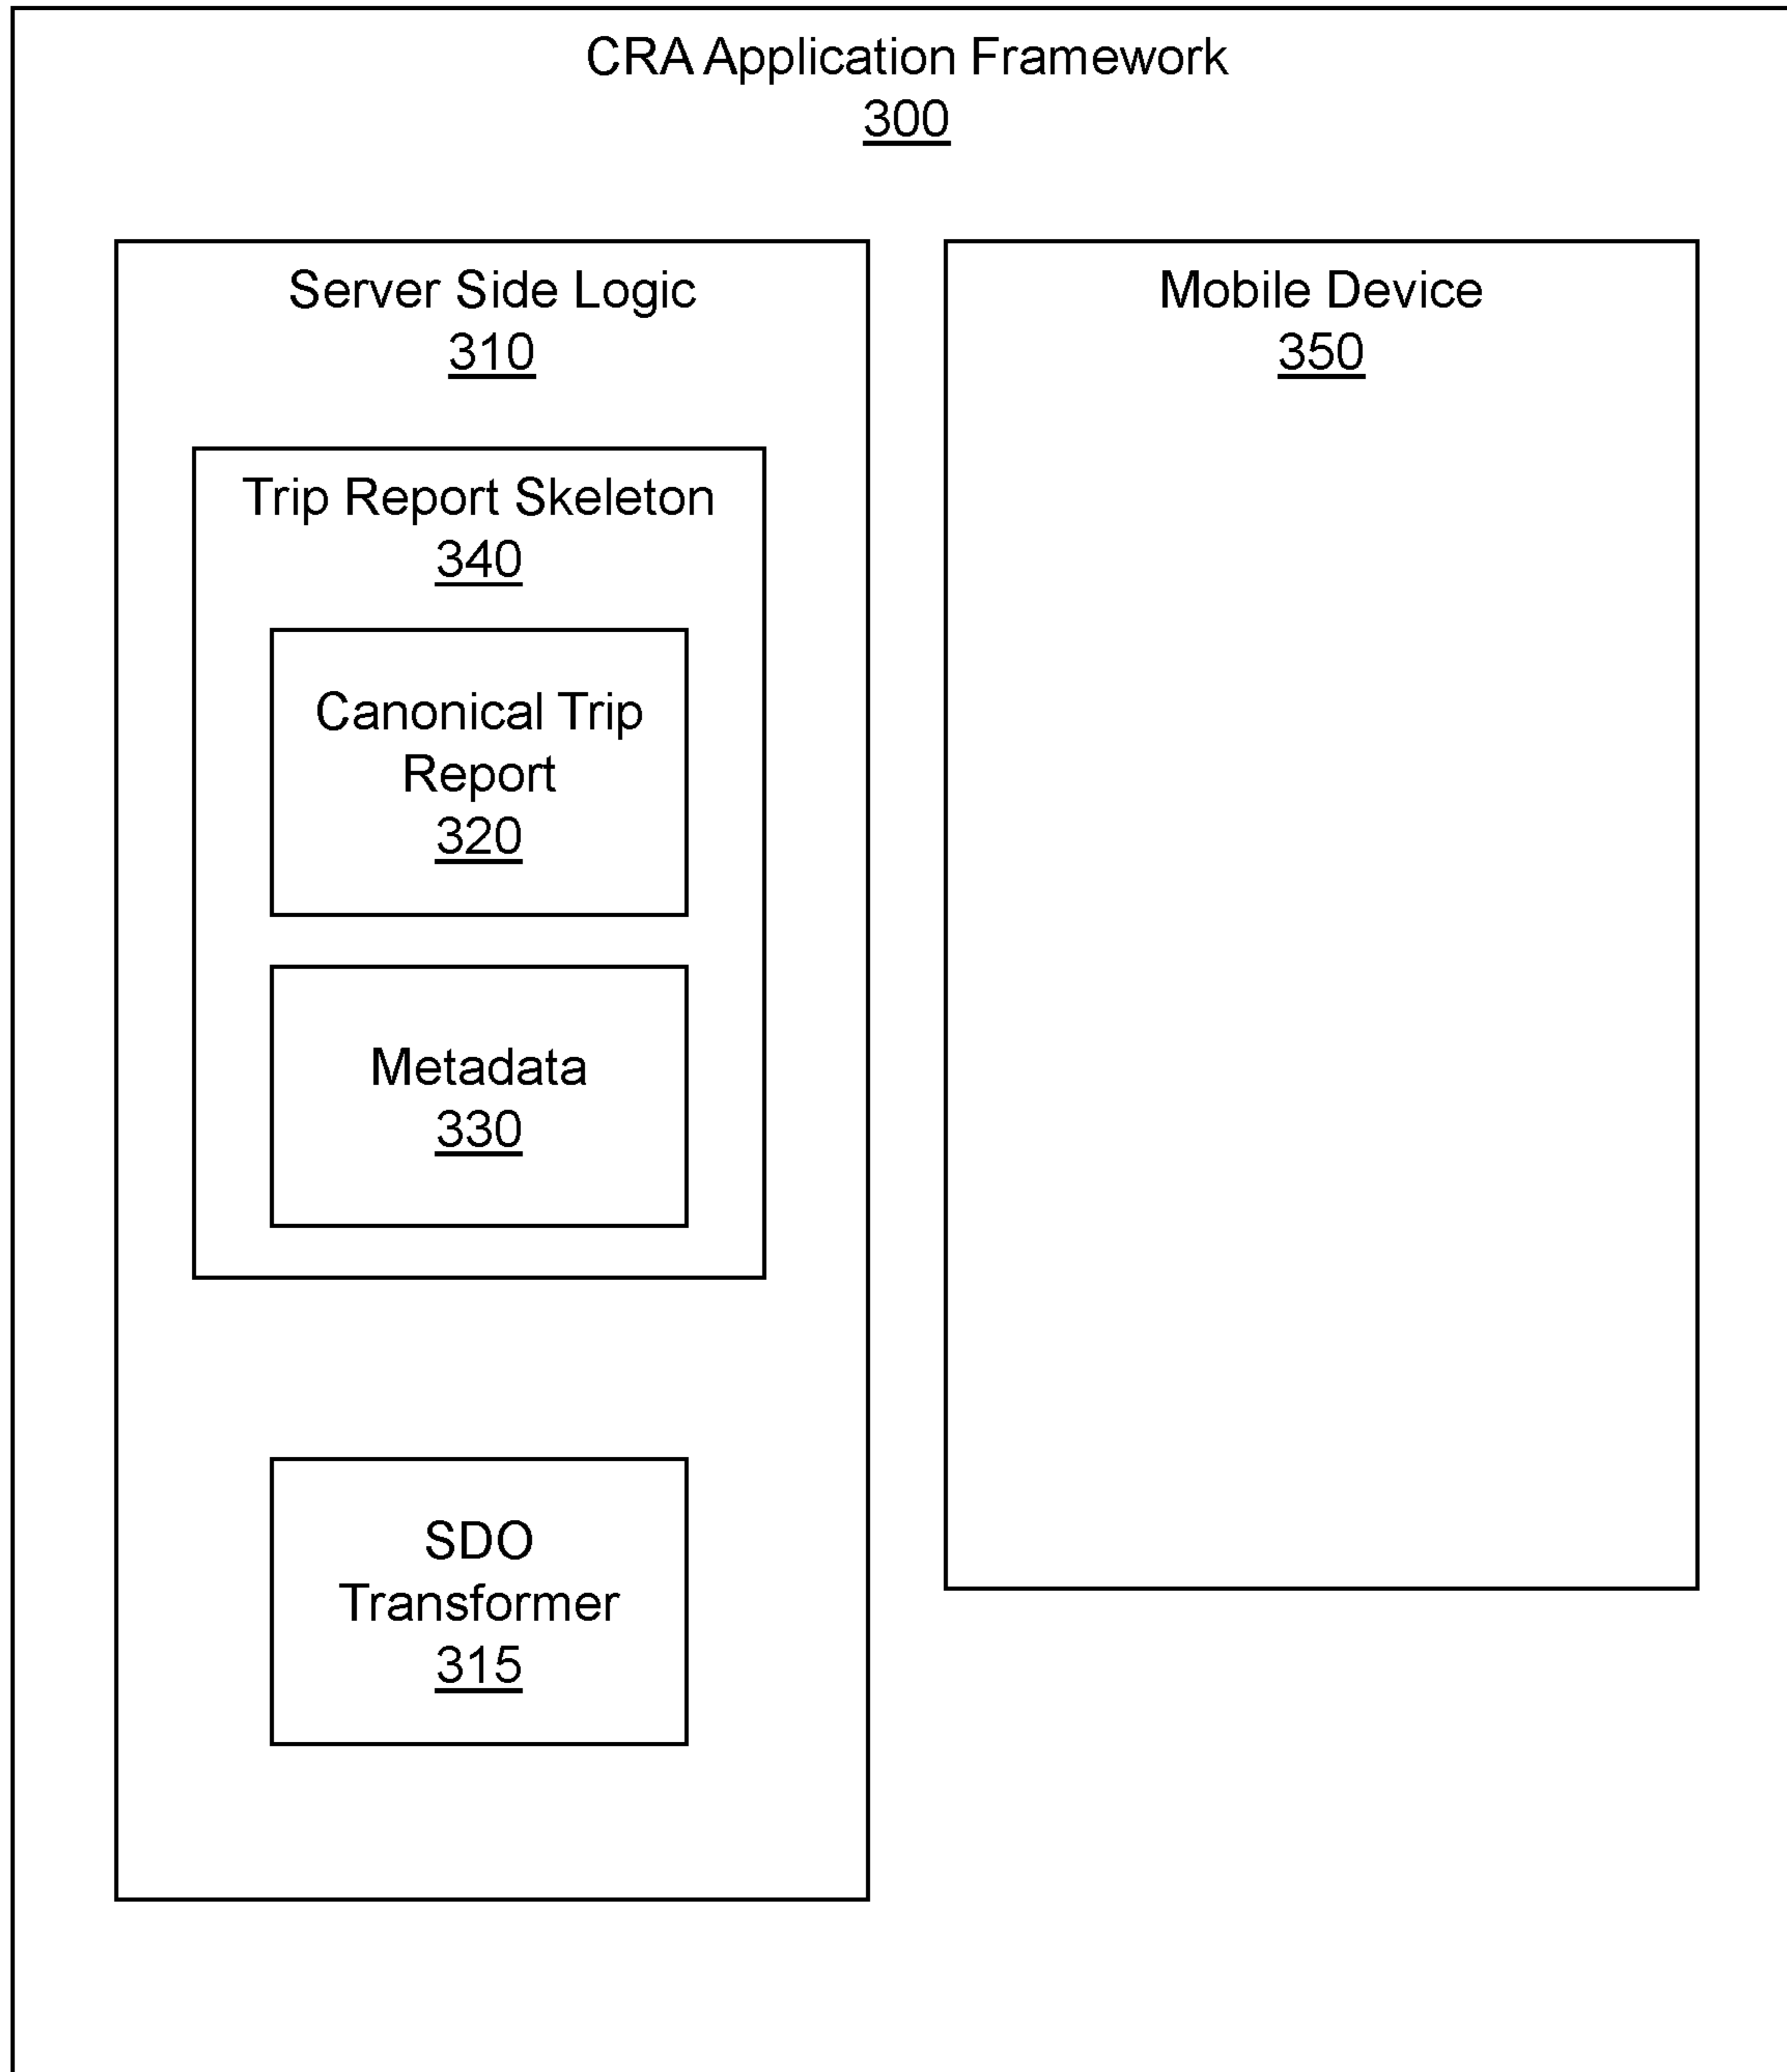 CRA Application Framework
300
Server Side Logic
310
Trip Report Skeleton
340
Canonical Trip
Report
320
Metadata
330
SDO
Transformer
315
Mobile Device
350